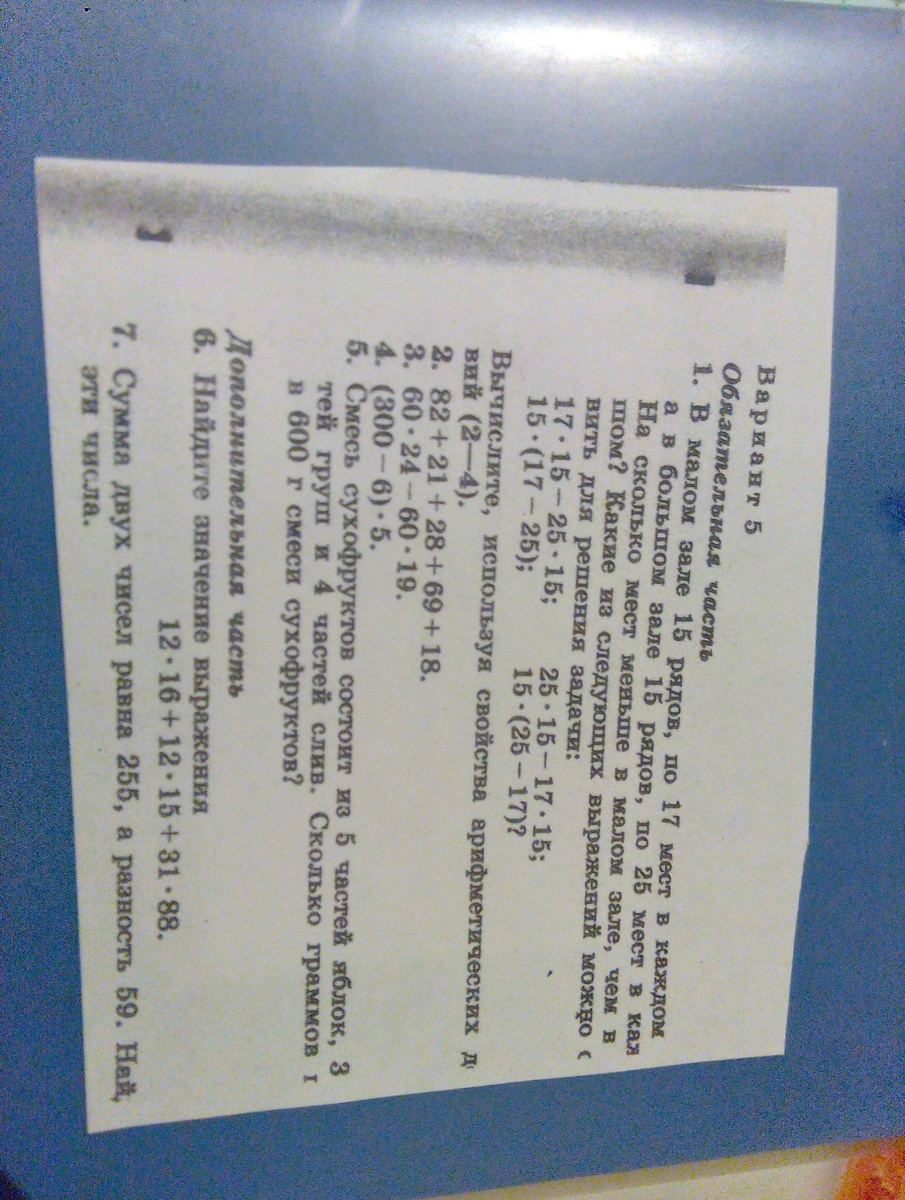 Вариант 5
Обязательная часть
1. В малом зале 15 рядов, по 17 мест в каждом
а в большом зале 15 рядов, по 25 мест в
На сколько мест меньше в малом зале, чем в
шом? Какие из следующих выражений можно с
вить для решения задачи:
17·15−25·15; 25·15−17·15;
15·(17−25); 15·(25−17)?
Вычислите, используя свойства арифметических д
вий (2—4).
2. 82+21+28+69+18.
3. 60·24−60·19.
4. (300−6)·5.
5. Смесь сухофруктов состоит из 5 частей яблок, 3
тей груп и 4 частей слив. Сколько граммов
в 600 г смеси сухофруктов?
Дополнительная часть
6. Найдите значение выражения
12·16+12·15+31·88.
7. Сумма двух чисел равна 255, а разность 59. Най
эти числа.